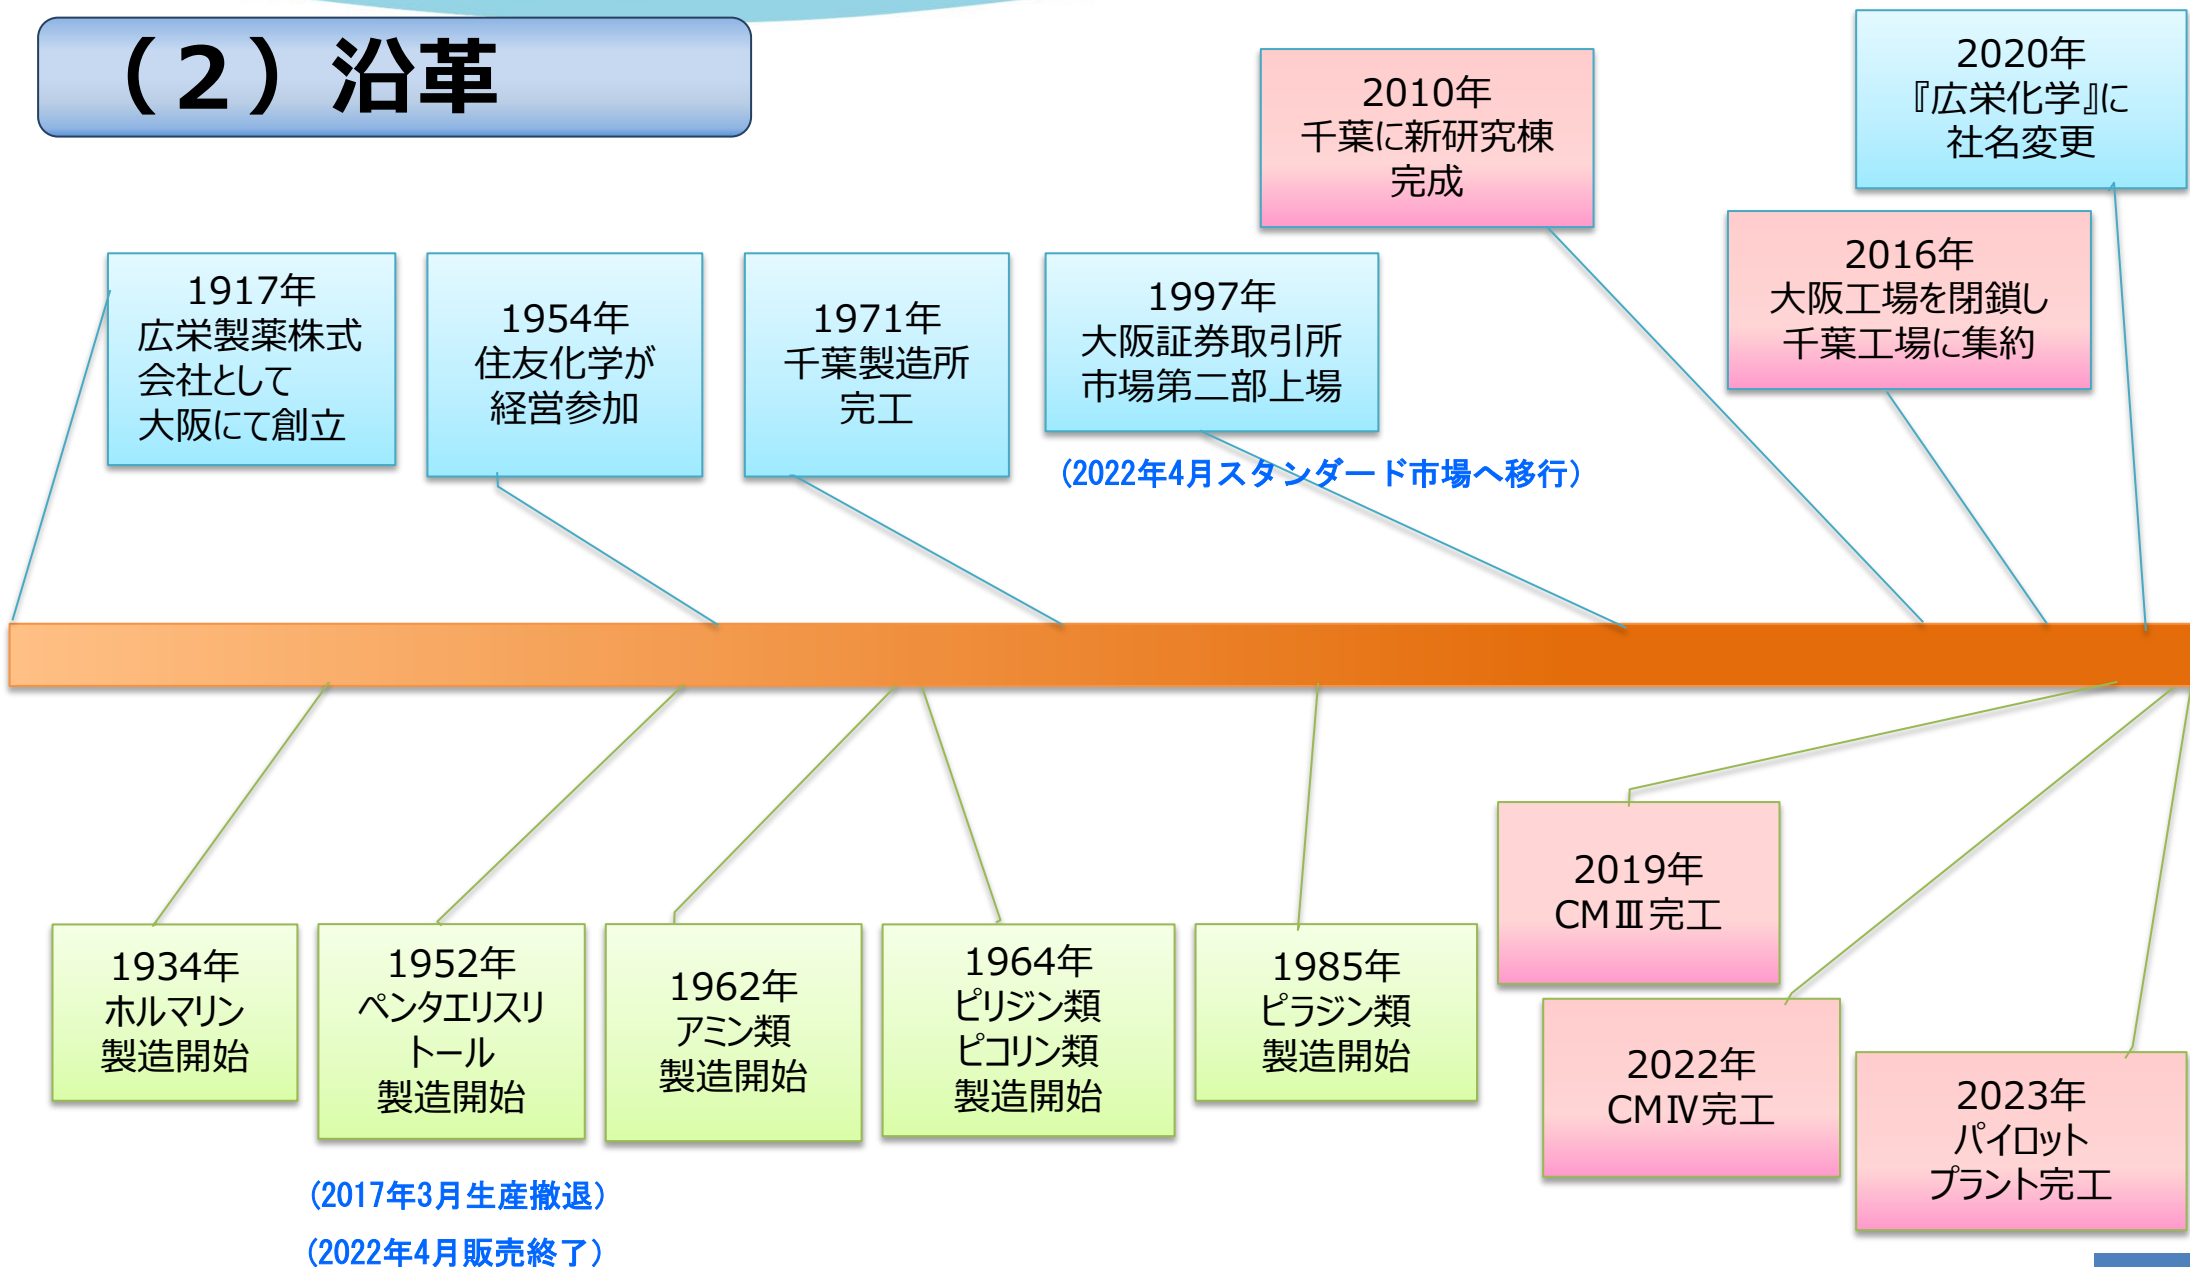 （２）沿革
1917年
広栄製薬株式
会社として
大阪にて創立
1954年
住友化学が
経営参加
1971年
千葉製造所
完工
1997年
大阪証券取引所
市場第二部上場
(2022年4月スタンダード市場へ移行)
2010年
千葉に新研究棟
完成
2016年
大阪工場を閉鎖し
千葉工場に集約
2020年
『広栄化学』に
社名変更
1934年
ホルマリン
製造開始
1952年
ペンタエリスリ
トール
製造開始
(2017年3月生産撤退)
(2022年4月販売終了)
1962年
アミン類
製造開始
1964年
ピリジン類
ピコリン類
製造開始
1985年
ピラジン類
製造開始
2019年
CMⅢ完工
2022年
CMⅣ完工
2023年
パイロット
プラント完工